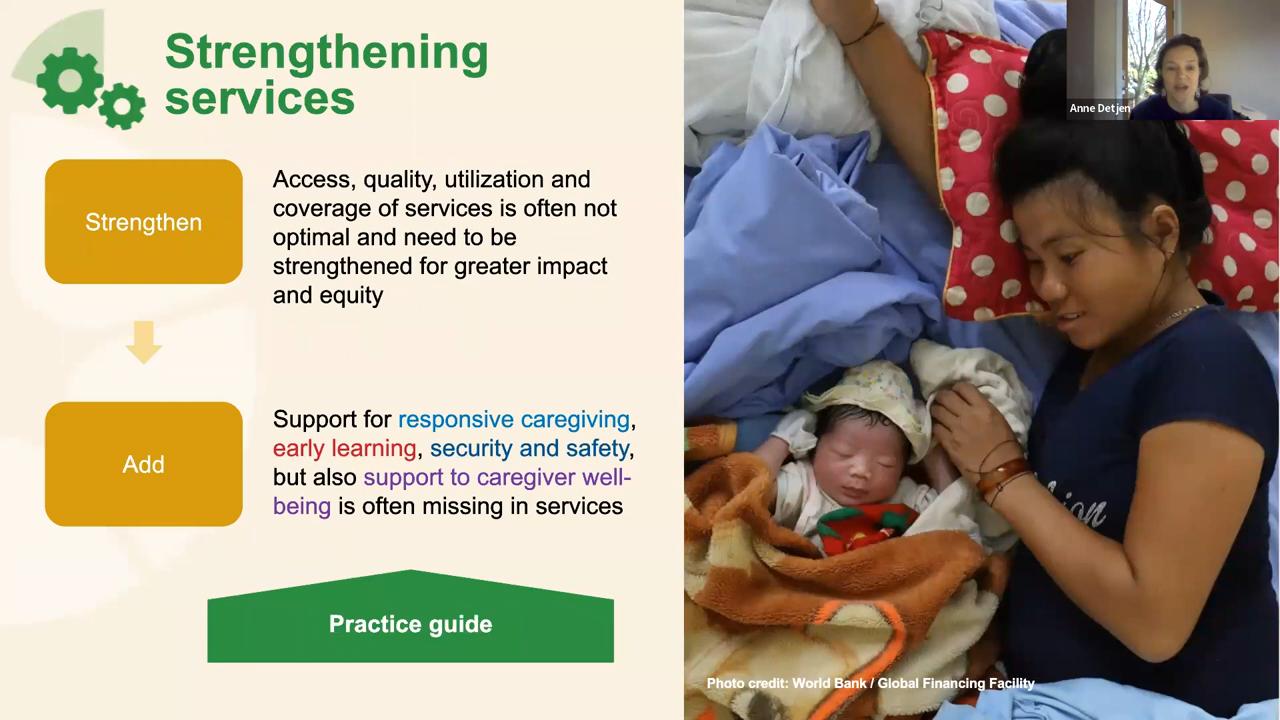 Strengthening
services
Strengthen
Access, quality, utilization and
coverage of services is often not
optimal and need to be
strengthened for greater impact
and equity
Add
Support for responsive caregiving,
early learning, security and safety,
but also support to caregiver well-
being is often missing in services
Practice guide
Anne Detjen
Photo credit: World Bank / Global Financing Facility